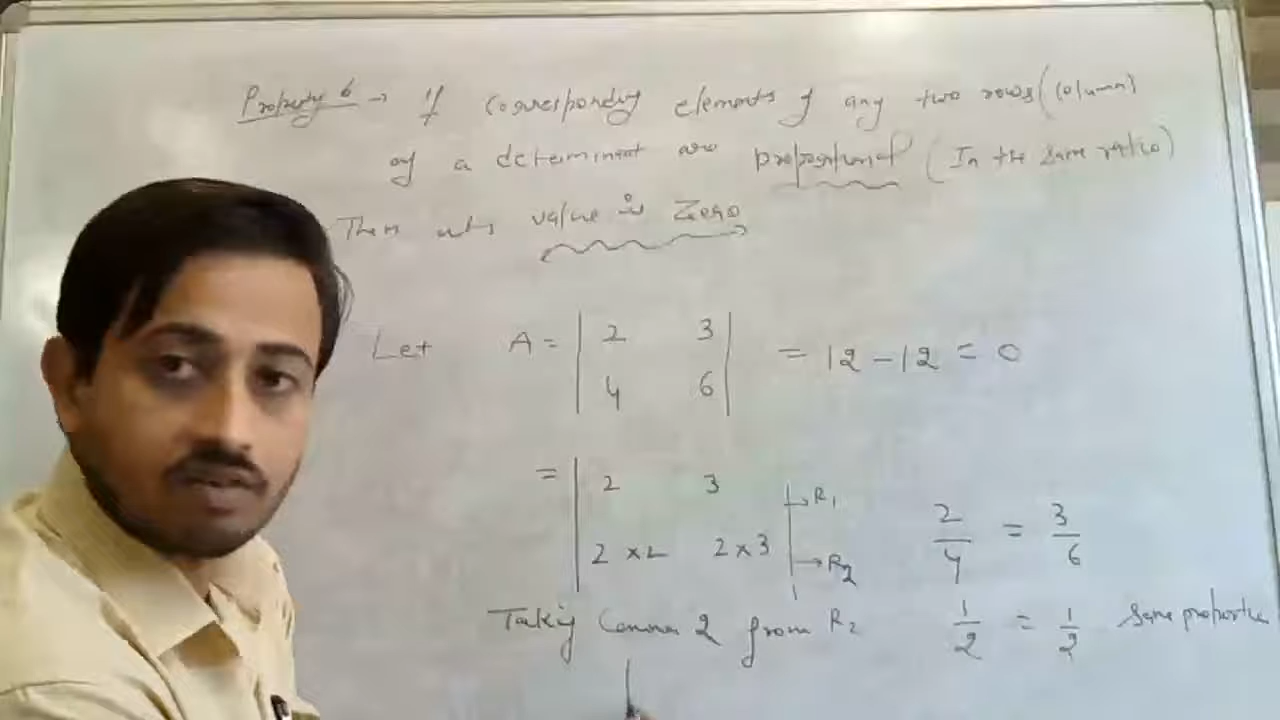 Property 6 → If corresponding elements of any two rows (column)
of a determinant are proportional (In the same ratio)
Then its value is Zero
Let A = | 2 3 | = 12 - 12 = 0
| 4 6 |
= | 2 3 | → R1
| 2 × 2 2 × 3 | → R2
2/4 = 3/6
Taking Common 2 from R2
1/2 = 1/2 Same proportion